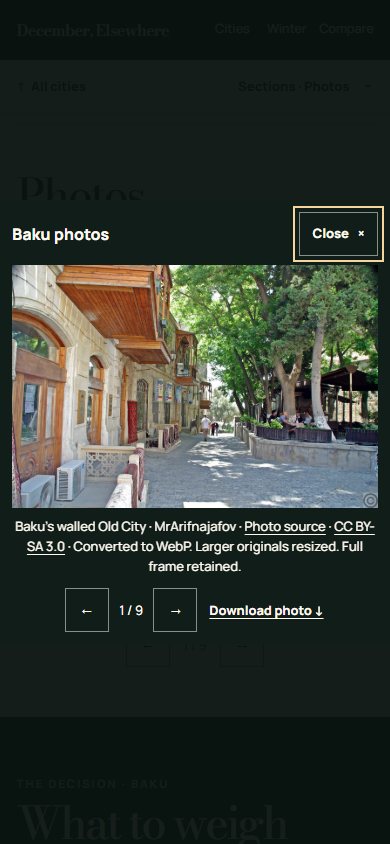 December, Elsewhere Cities Winter Compare
↑ All cities Sections · Photos
Photos
Baku photos
Close ×
Baku's walled Old City · MrArifnajafov · Photo source · CC BY-
SA 3.0 · Converted to WebP. Larger originals resized. Full
frame retained.
← 1 / 9 → Download photo ↓
← 1 / 9 →
THE DECISION · BAKU
What to weigh